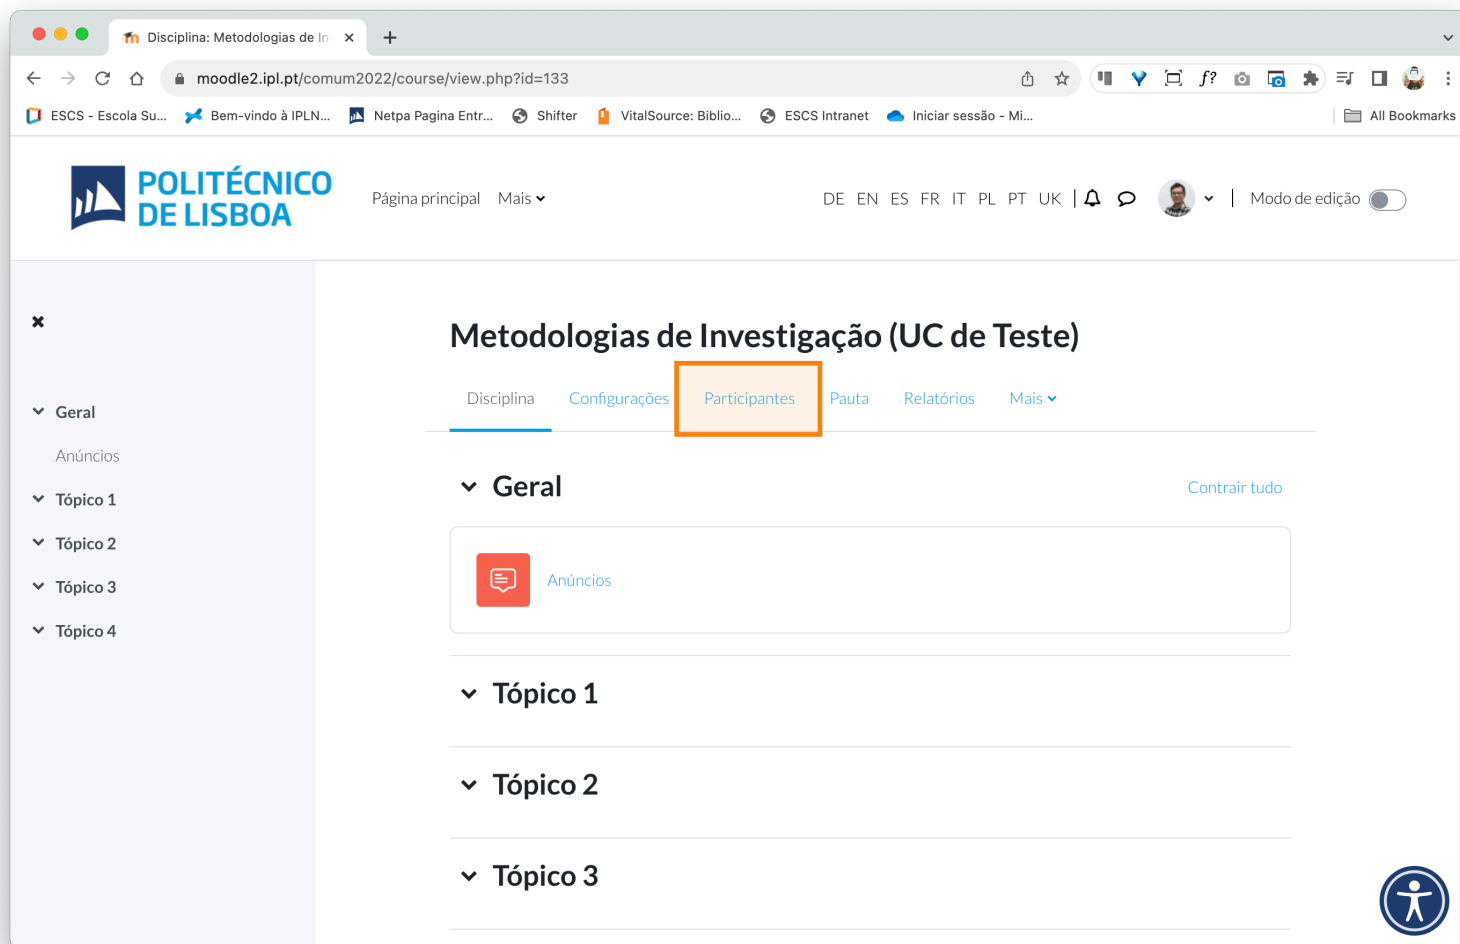 Disciplina: Metodologias de In
moodle2.ipl.pt/comum2022/course/view.php?id=133
f?
ESCS - Escola Su... Bem-vindo à IPLN... Netpa Pagina Entr... Shifter VitalSource: Biblio... ESCS Intranet Iniciar sessão - Mi... All Bookmarks
POLITÉCNICO
DE LISBOA
Página principal Mais DE EN ES FR IT PL PT UK Modo de edição
Geral
Anúncios
Tópico 1
Tópico 2
Tópico 3
Tópico 4
Metodologias de Investigação (UC de Teste)
Disciplina Configurações Participantes Pauta Relatórios Mais
Geral Contrair tudo
Anúncios
Tópico 1
Tópico 2
Tópico 3